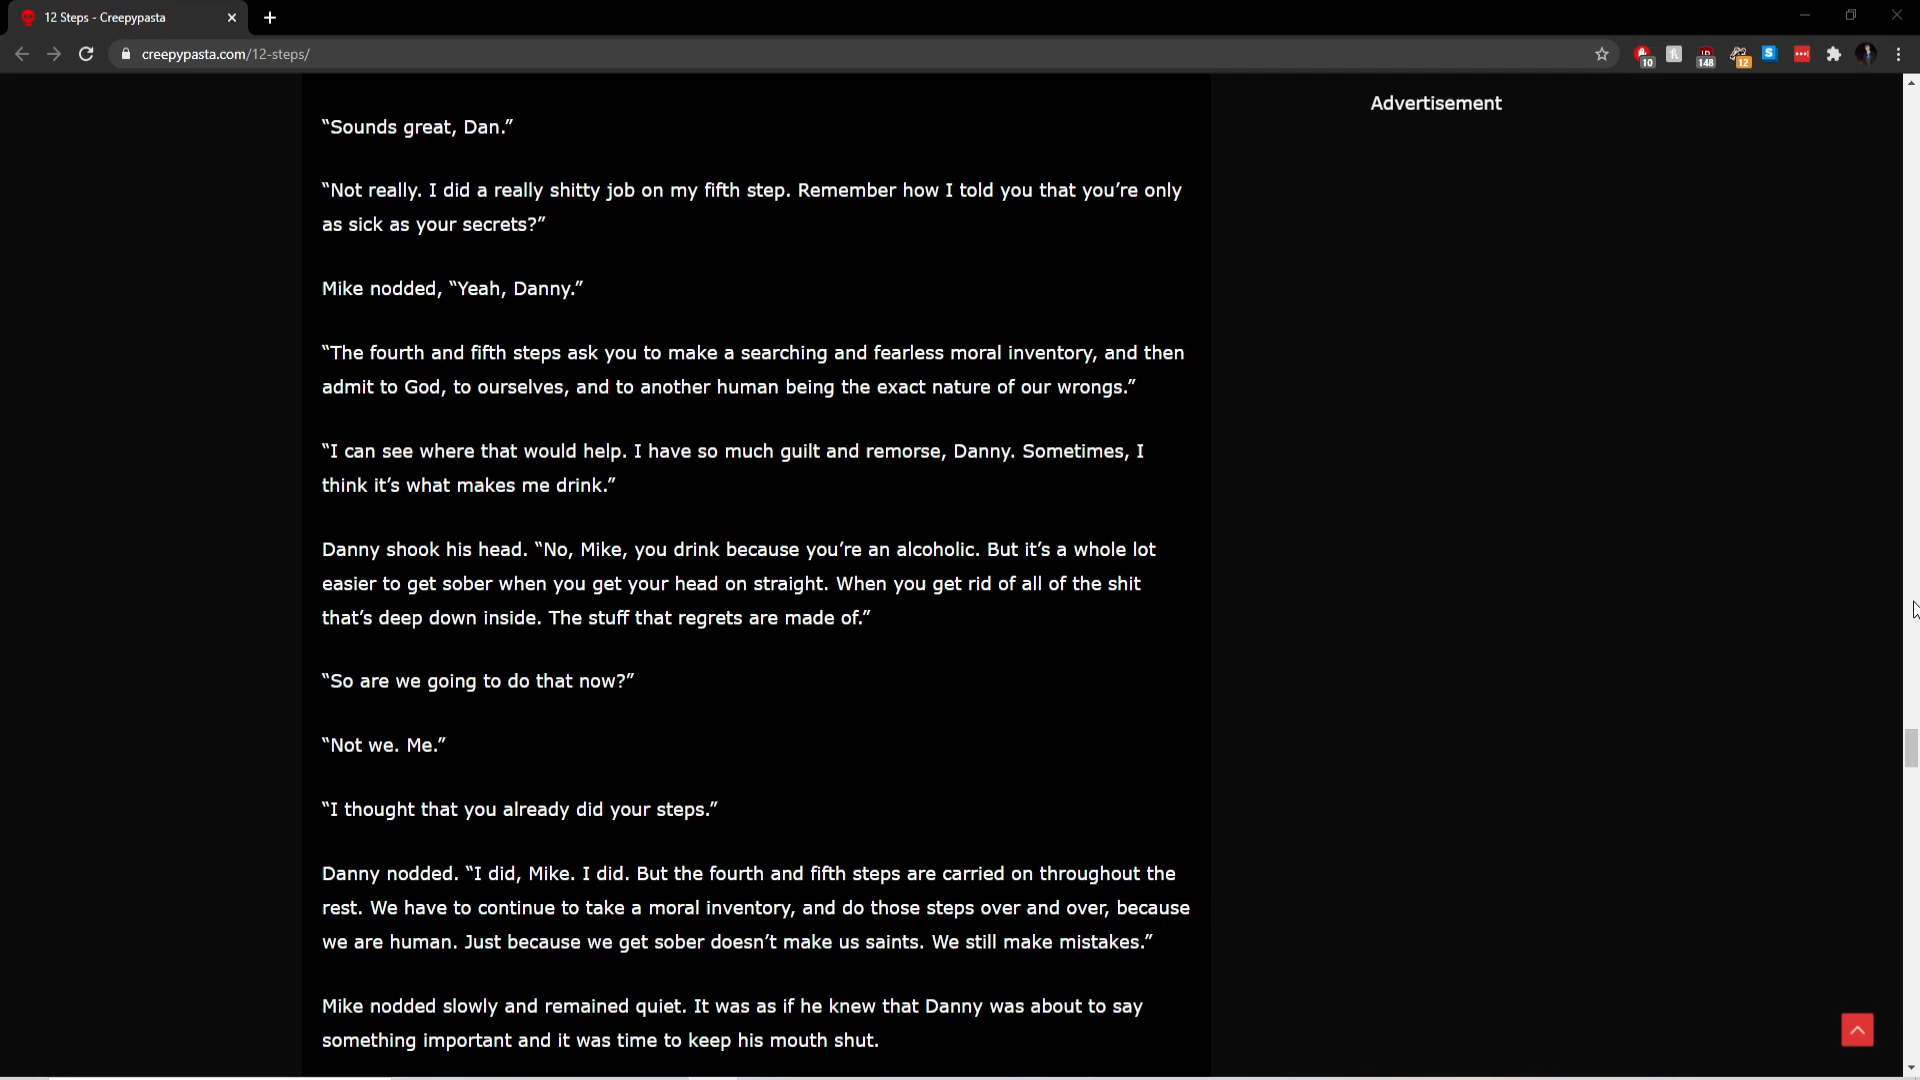 12 Steps - Creepypasta
creepypasta.com/12-steps/
10
148
12
Advertisement
“Sounds great, Dan.”
“Not really. I did a really shitty job on my fifth step. Remember how I told you that you’re only
as sick as your secrets?”
Mike nodded, “Yeah, Danny.”
“The fourth and fifth steps ask you to make a searching and fearless moral inventory, and then
admit to God, to ourselves, and to another human being the exact nature of our wrongs.”
“I can see where that would help. I have so much guilt and remorse, Danny. Sometimes, I
think it’s what makes me drink.”
Danny shook his head. “No, Mike, you drink because you’re an alcoholic. But it’s a whole lot
easier to get sober when you get your head on straight. When you get rid of all of the shit
that’s deep down inside. The stuff that regrets are made of.”
“So are we going to do that now?”
“Not we. Me.”
“I thought that you already did your steps.”
Danny nodded. “I did, Mike. I did. But the fourth and fifth steps are carried on throughout the
rest. We have to continue to take a moral inventory, and do those steps over and over, because
we are human. Just because we get sober doesn’t make us saints. We still make mistakes.”
Mike nodded slowly and remained quiet. It was as if he knew that Danny was about to say
something important and it was time to keep his mouth shut.